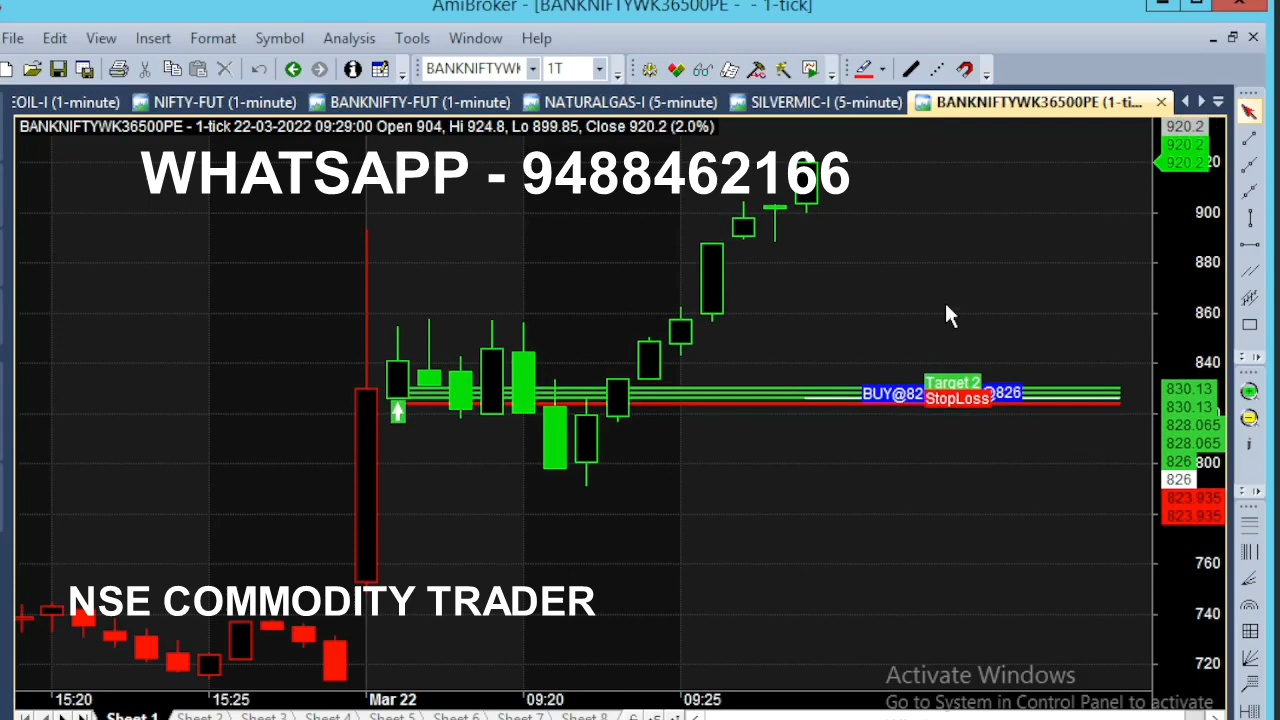 AmiBroker - [BANKNIFTYWK36500PE - - 1-tick]
File Edit View Insert Format Symbol Analysis Tools Window Help
BANKNIFTYWK 1T
OIL-I (1-minute) NIFTY-FUT (1-minute) BANKNIFTY-FUT (1-minute) NATURALGAS-I (5-minute) SILVERMIC-I (5-minute) BANKNIFTYWK36500PE (1-ti...
BANKNIFTYWK36500PE - 1-tick 22-03-2022 09:29:00 Open 904, Hi 924.8, Lo 899.85, Close 920.2 (2.0%)
920.2
920.2
920.2
WHATSAPP - 9488462166
900
880
860
840
Target 2
BUY@82 @826
StopLoss
830.13
830.13
828.065
828.065
826 800
826
823.935
823.935
760
NSE COMMODITY TRADER
740
720
Activate Windows
Go to System in Control Panel to activate
15:20 15:25 Mar 22 09:20 09:25
Sheet 1 Sheet 2 Sheet 3 Sheet 4 Sheet 5 Sheet 6 Sheet 7 Sheet 8